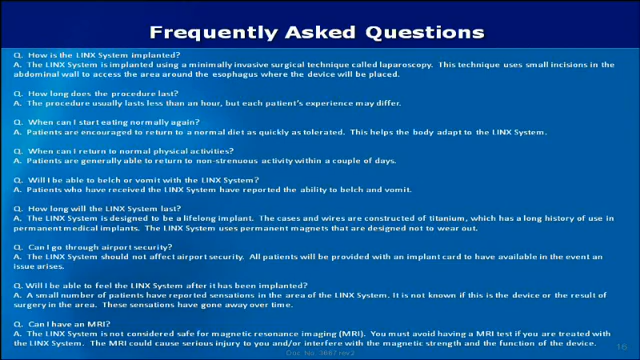 Frequently Asked Questions
Q. How is the LINX System implanted?
A. The LINX System is implanted using a minimally invasive surgical technique called laparoscopy. This technique uses small incisions in the
abdominal wall to access the area around the esophagus where the device will be placed.
Q. How long does the procedure last?
A. The procedure usually lasts less than an hour, but each patient's experience may differ.
Q. When can I start eating normally again?
A. Patients are encouraged to return to a normal diet as quickly as tolerated. This helps the body adapt to the LINX System.
Q. When can I return to normal physical activities?
A. Patients are generally able to return to non-strenuous activity within a couple of days.
Q. Will I be able to belch or vomit with the LINX System?
A. Patients who have received the LINX System have reported the ability to belch and vomit.
Q. How long will the LINX System last?
A. The LINX System is designed to be a lifelong implant. The cases and wires are constructed of titanium, which has a long history of use in
permanent medical implants. The LINX System uses permanent magnets that are designed not to wear out.
Q. Can I go through airport security?
A. The LINX System should not affect airport security. All patients will be provided with an implant card to have available in the event an
issue arises.
Q. Will I be able to feel the LINX System after it has been implanted?
A. A small number of patients have reported sensations in the area of the LINX System. It is not known if this is the device or the result of
surgery in the area. These sensations have gone away over time.
Q. Can I have an MRI?
A. The LINX System is not considered safe for magnetic resonance imaging (MRI). You must avoid having a MRI test if you are treated with
the LINX System. The MRI could cause serious injury to you and/or interfere with the magnetic strength and the function of the device.
16
Doc No. 3687 rev2